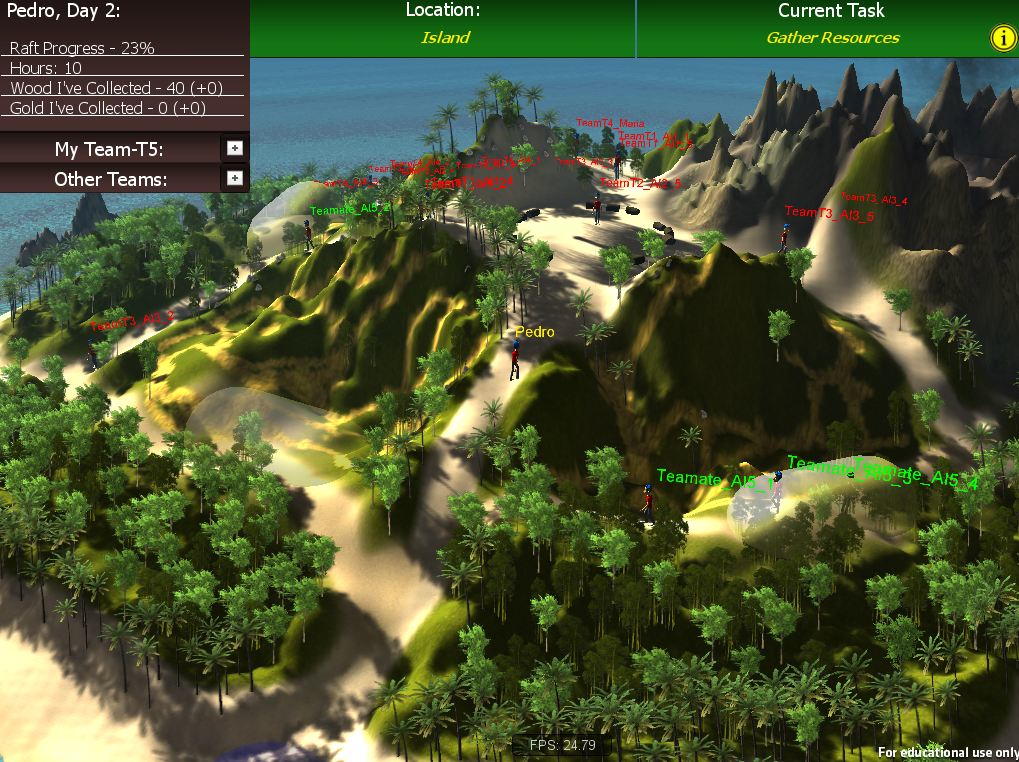 Pedro, Day 2:
Raft Progress - 23%
Hours: 10
Wood I've Collected - 40 (+0)
Gold I've Collected - 0 (+0)
My Team-T5:
Other Teams:
Location:
Island
Current Task
Gather Resources
TeamT4_Maria
TeamT2_AI2_5
TeamT3_AI3_4
TeamT3_AI3_5
Teamate_AI5_2
TeamT3_AI3_2
Pedro
Teamate_AI5_1
Teamate_AI5_4
FPS: 24.79
For educational use only